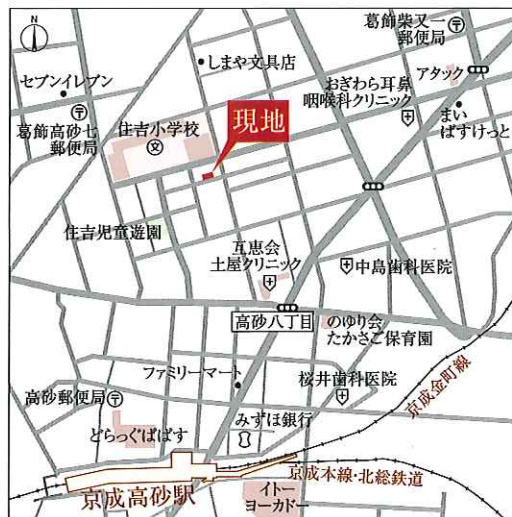 N
葛飾柴又一
郵便局
しまや文具店
セブンイレブン
アタック
おぎわら耳鼻
咽喉科クリニック
葛飾高砂七
郵便局
住吉小学校
文
現地
まい
ばすけっと
住吉児童遊園
互恵会
土屋クリニック
中島歯科医院
高砂八丁目
のゆり会
たかさご保育園
ファミリーマート
桜井歯科医院
京成金町線
高砂郵便局
みずほ銀行
どらっぐぱぱす
京成本線・北総鉄道
京成高砂駅
イトー
ヨーカドー